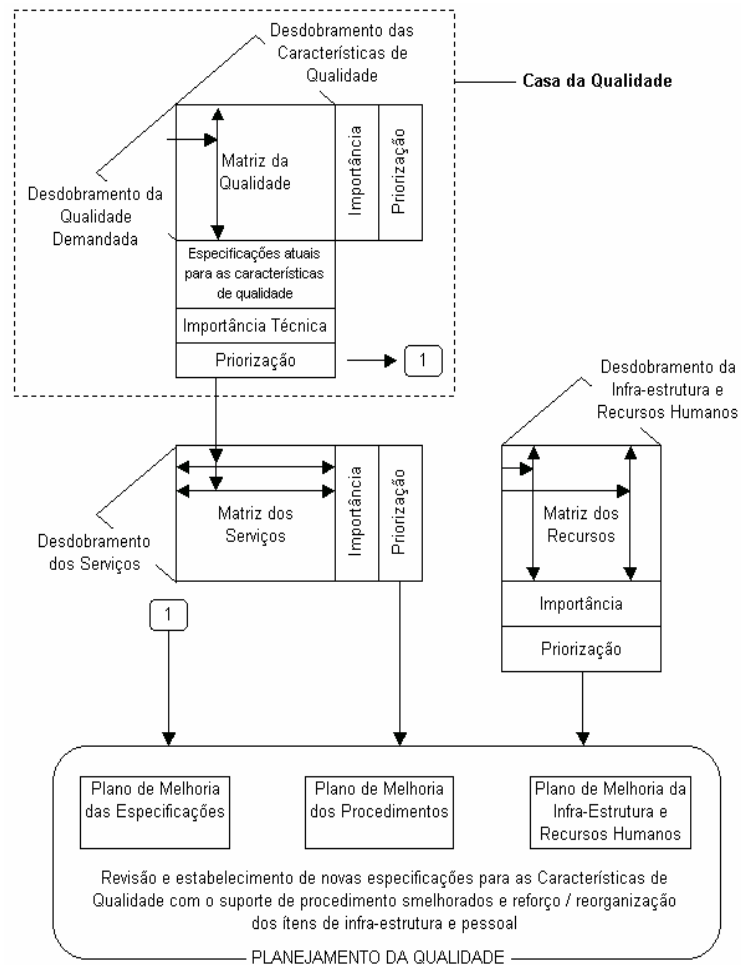 Desdobramento das
Características de
Qualidade
Casa da Qualidade
Matriz da
Qualidade
Importância
Priorização
Desdobramento da
Qualidade
Demandada
Especificações atuais
para as características
de qualidade
Importância Técnica
Priorização
1
Desdobramento da
Infra-estrutura e
Recursos Humanos
Matriz dos
Serviços
Importância
Priorização
Desdobramento
dos Serviços
Matriz dos
Recursos
Importância
Priorização
1
Plano de Melhoria
das Especificações
Plano de Melhoria
dos Procedimentos
Plano de Melhoria da
Infra-Estrutura e
Recursos Humanos
Revisão e estabelecimento de novas especificações para as Características de
Qualidade com o suporte de procedimento smelhorados e reforço / reorganização
dos ítens de infra-estrutura e pessoal
PLANEJAMENTO DA QUALIDADE